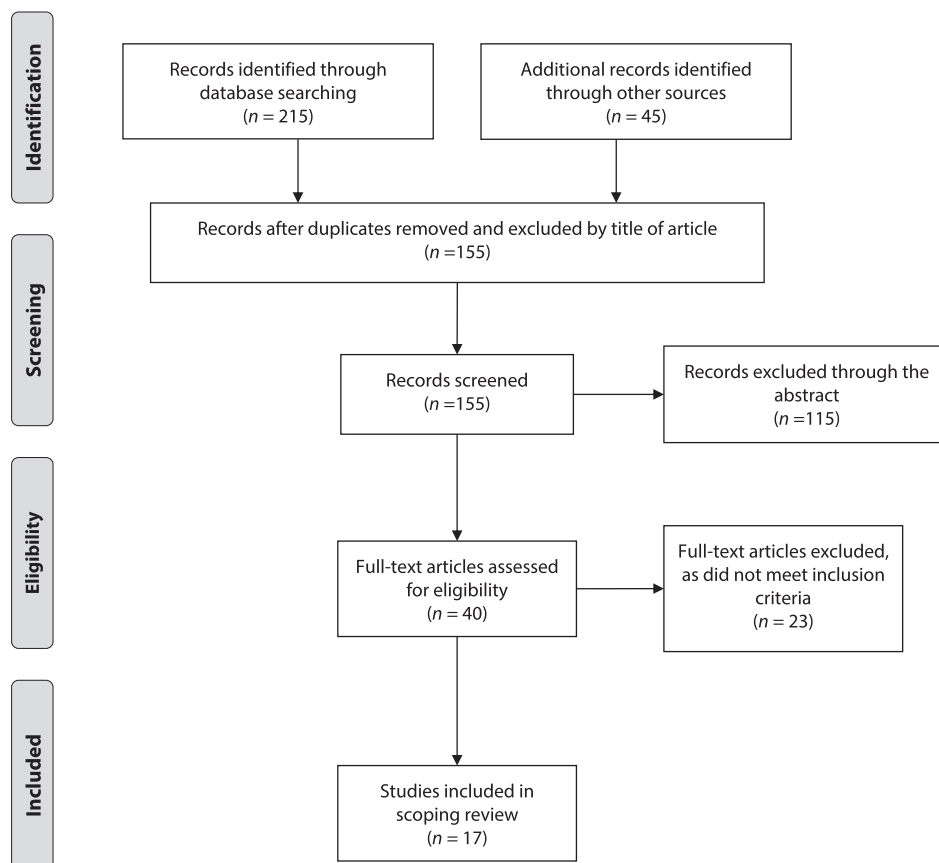 Identification
Records identified through
database searching
(n = 215)
Additional records identified
through other sources
(n = 45)
Records after duplicates removed and excluded by title of article
(n =155)
Screening
Records screened
(n =155)
Records excluded through the
abstract
(n =115)
Eligibility
Full-text articles assessed
for eligibility
(n = 40)
Full-text articles excluded,
as did not meet inclusion
criteria
(n = 23)
Included
Studies included in
scoping review
(n = 17)